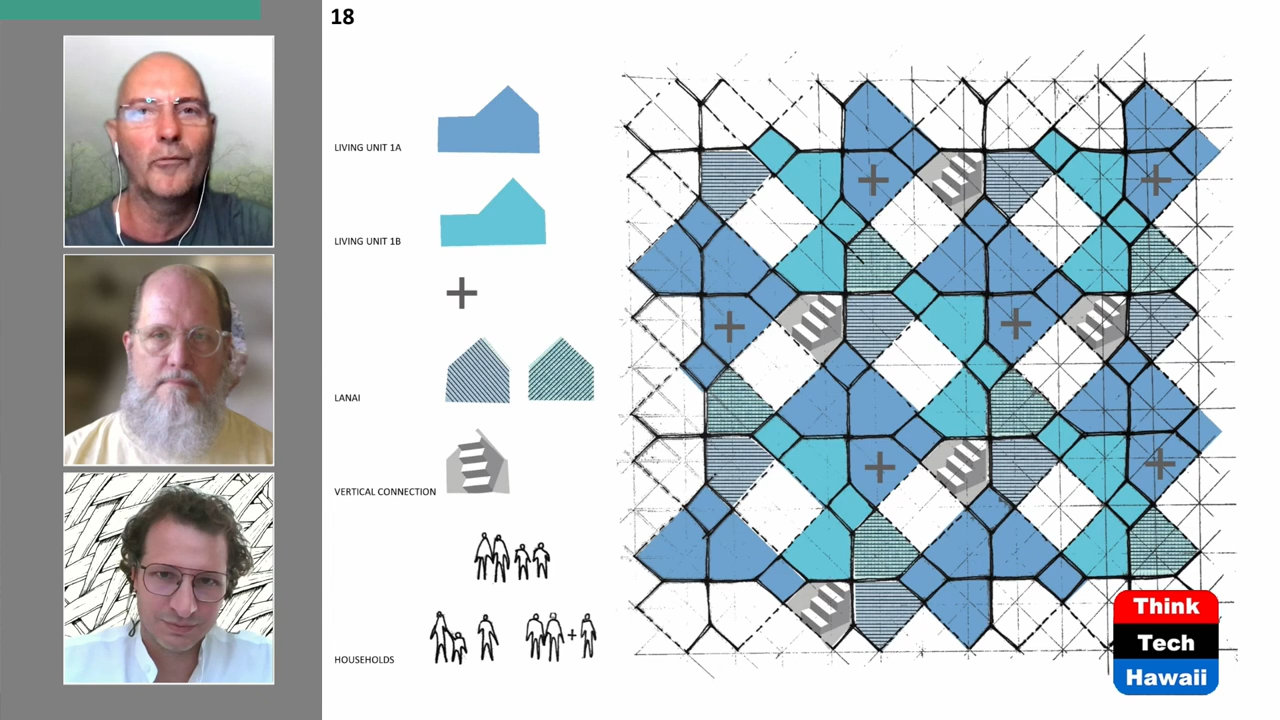 18
LIVING UNIT 1A
LIVING UNIT 1B
+
LANAI
VERTICAL CONNECTION
+
HOUSEHOLDS
Think
Tech
Hawaii